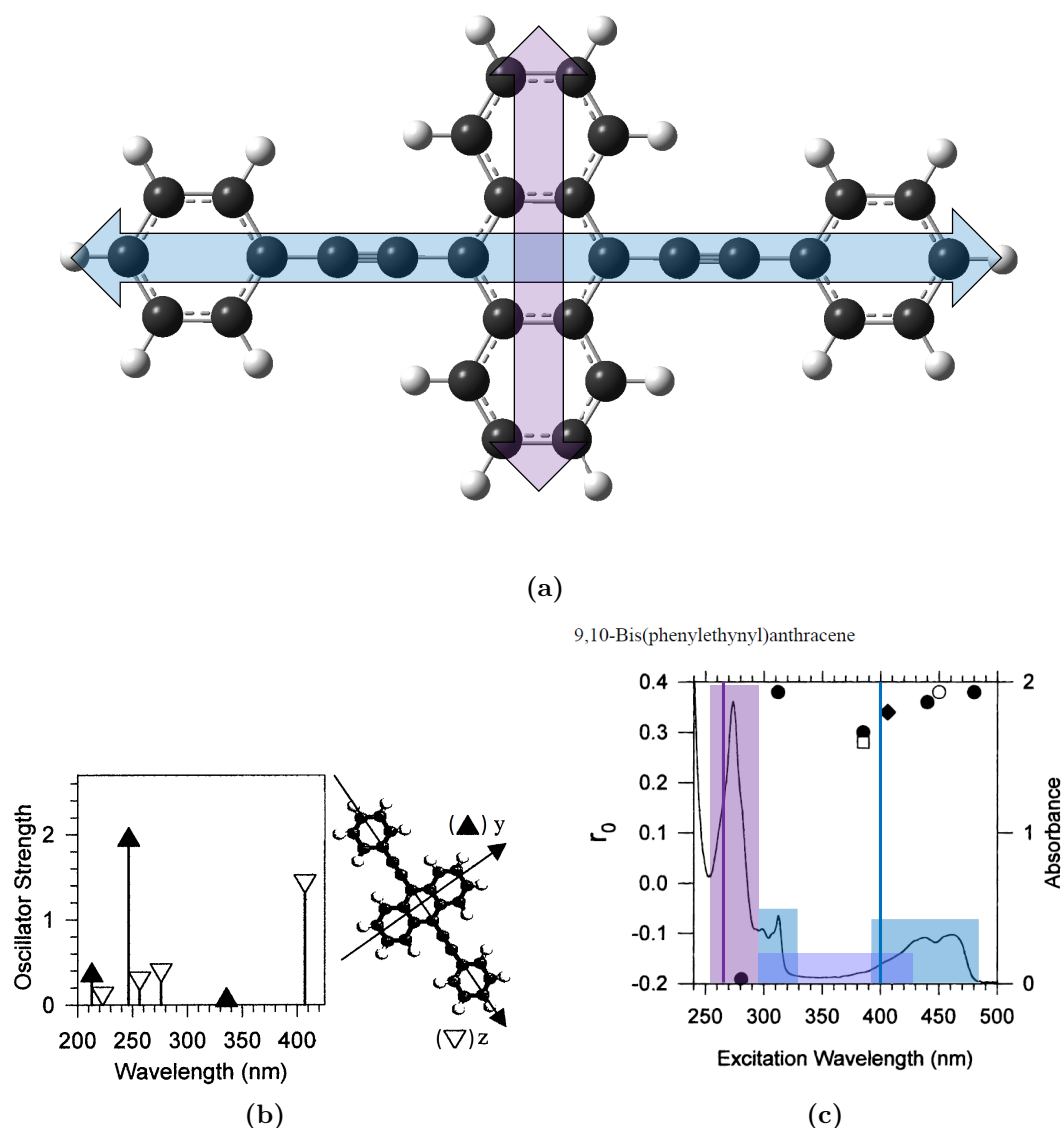 (a)
9,10-Bis(phenylethynyl)anthracene
Oscillator Strength
2
1
0
200 250 300 350 400
Wavelength (nm)
(▲) y
(▽) z
(b)
r0
0.4
0.3
0.2
0.1
0.0
-0.1
-0.2
2
1
0
Absorbance
250 300 350 400 450 500
Excitation Wavelength (nm)
(c)